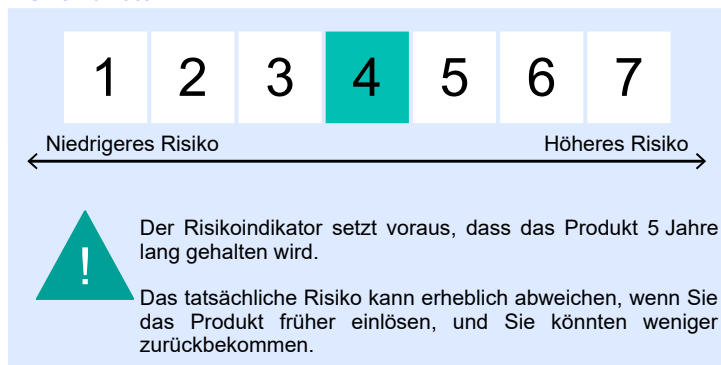 1 2 3 4 5 6 7
Niedrigeres Risiko Höheres Risiko
!
Der Risikoindikator setzt voraus, dass das Produkt 5 Jahre
lang gehalten wird.
Das tatsächliche Risiko kann erheblich abweichen, wenn Sie
das Produkt früher einlösen, und Sie könnten weniger
zurückbekommen.